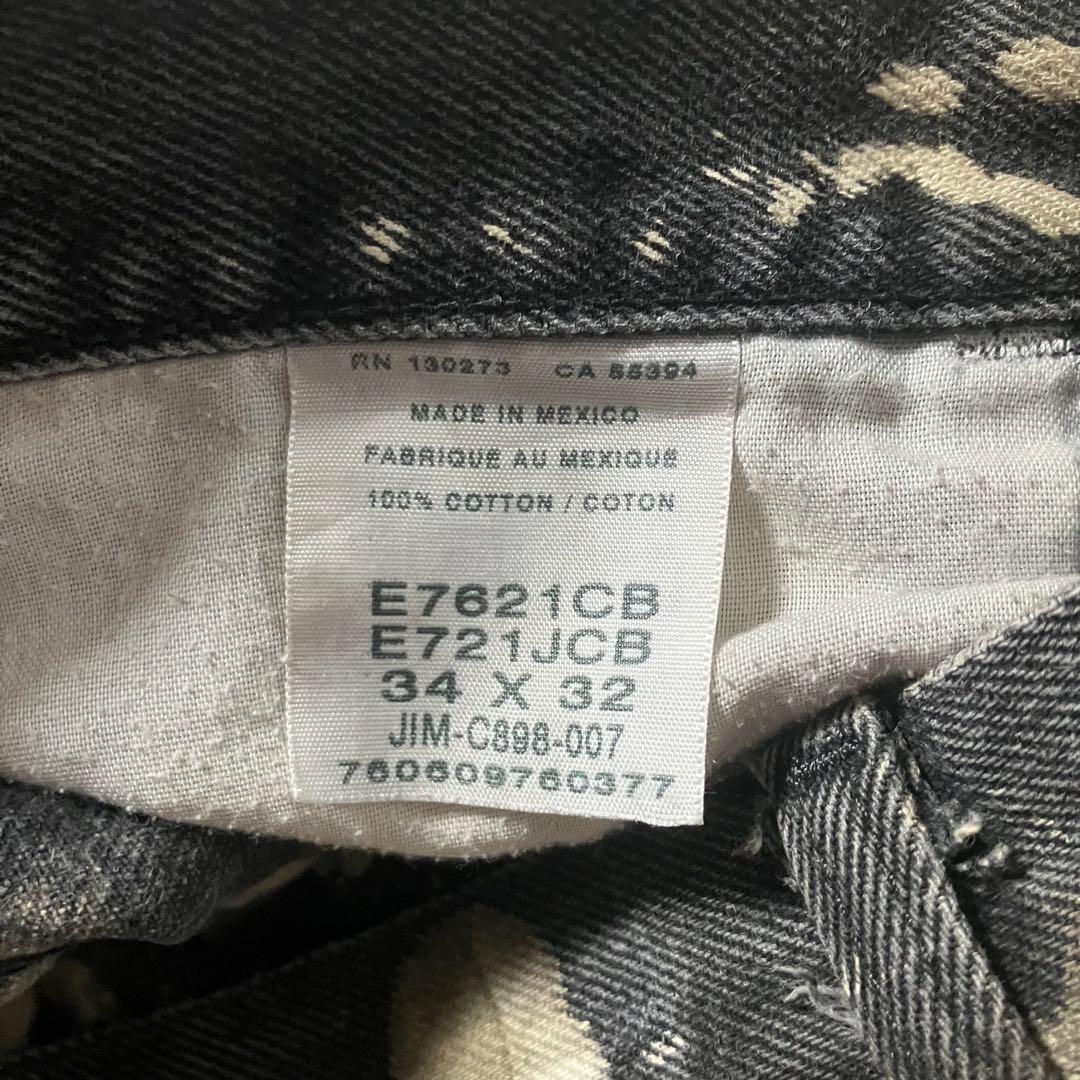 RN 130273 CA 55394
MADE IN MEXICO
FABRIQUE AU MEXIQUE
100% COTTON / COTON
E7621CB
E721JCB
34 X 32
JIM-C898-007
760609760377